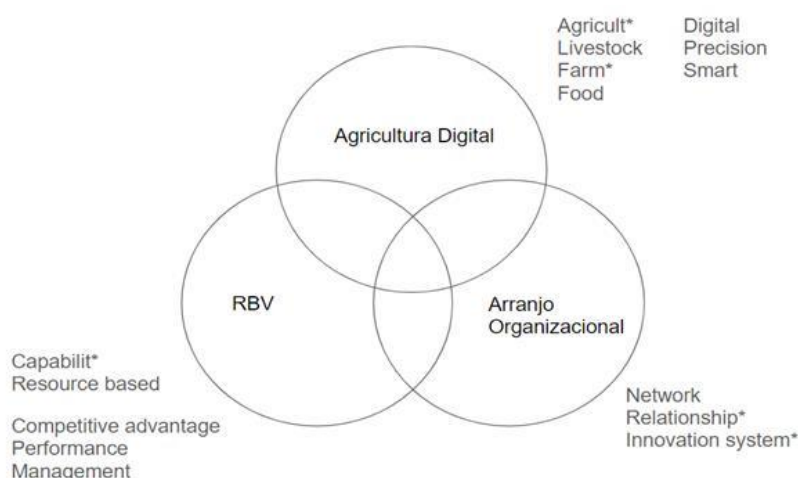 Agricult* Digital
Livestock Precision
Farm* Smart
Food
Agricultura Digital
RBV
Arranjo
Organizacional
Capabilit*
Resource based
Competitive advantage
Performance
Management
Network
Relationship*
Innovation system*